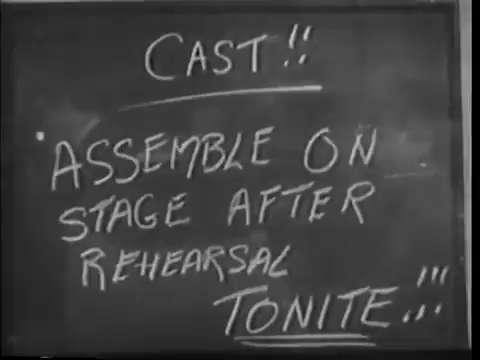 CAST!!
ASSEMBLE ON
STAGE AFTER
REHEARSAL
TONITE!!!